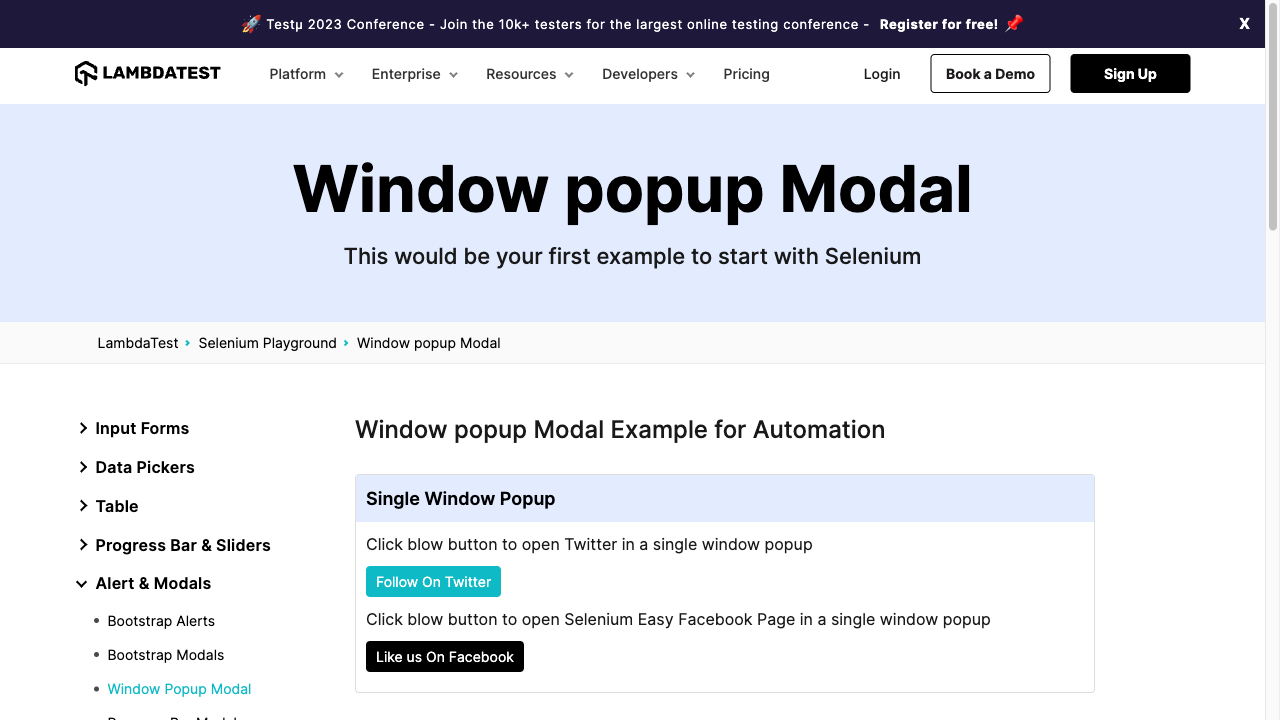 🚀 Testμ 2023 Conference - Join the 10k+ testers for the largest online testing conference - Register for free! 📌
X
LAMBDATEST
Platform
Enterprise
Resources
Developers
Pricing
Login
Book a Demo
Sign Up
Window popup Modal
This would be your first example to start with Selenium
LambdaTest
Selenium Playground
Window popup Modal
Input Forms
Data Pickers
Table
Progress Bar & Sliders
Alert & Modals
Bootstrap Alerts
Bootstrap Modals
Window Popup Modal
Window popup Modal Example for Automation
Single Window Popup
Click blow button to open Twitter in a single window popup
Follow On Twitter
Click blow button to open Selenium Easy Facebook Page in a single window popup
Like us On Facebook